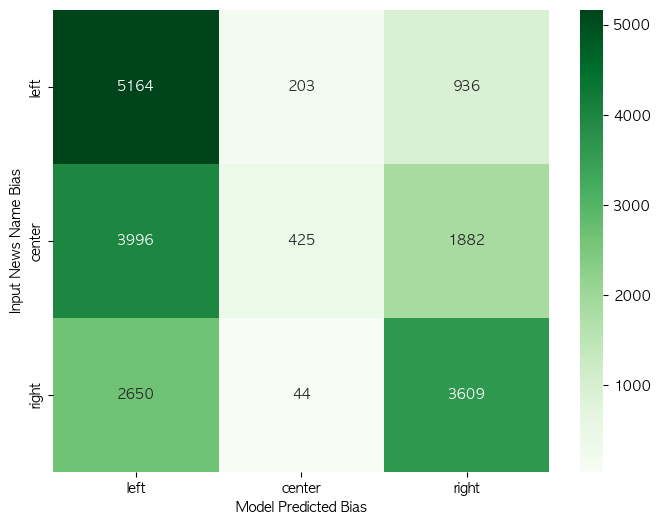 5164 203 936
3996 425 1882
2650 44 3609
left
center
right
Input News Name Bias
left center right
Model Predicted Bias
5000
4000
3000
2000
1000